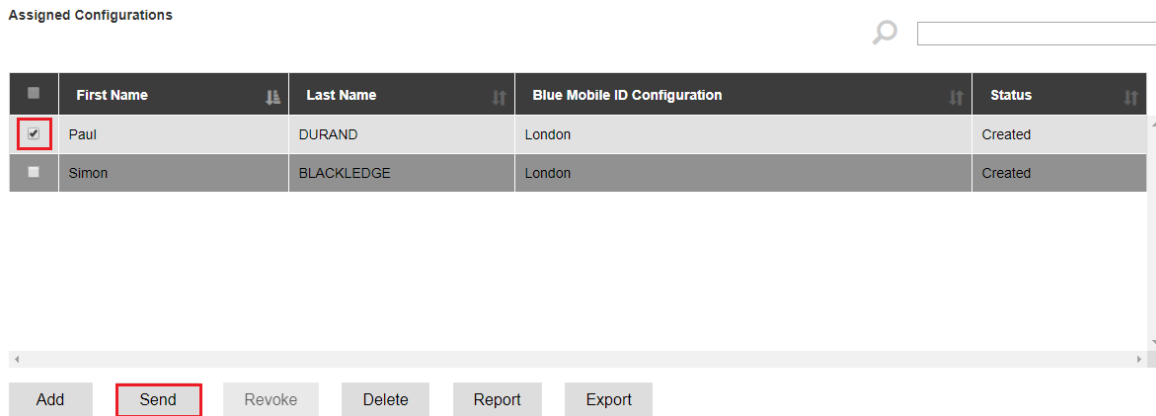 Assigned Configurations
First Name Last Name Blue Mobile ID Configuration Status
Paul DURAND London Created
Simon BLACKLEDGE London Created
Add Send Revoke Delete Report Export